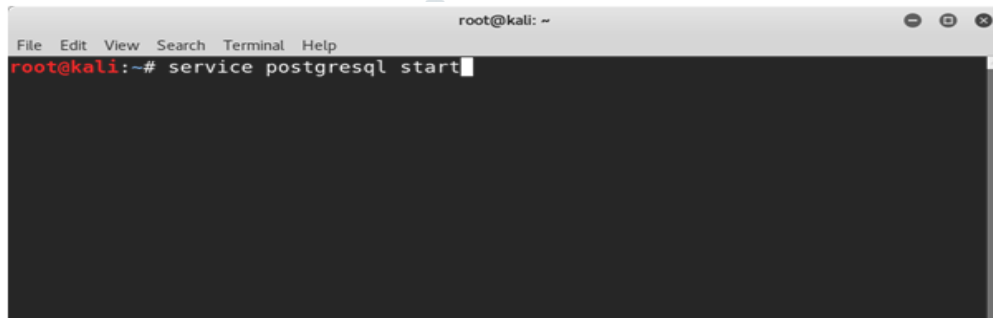 root@kali: ~
File Edit View Search Terminal Help
root@kali:~# service postgresql start